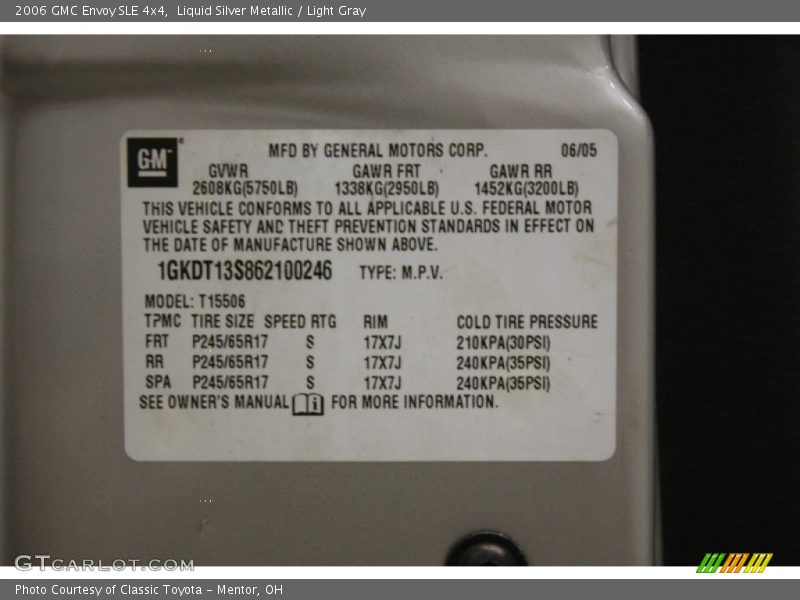 2006 GMC Envoy SLE 4x4,  Liquid Silver Metallic / Light Gray
GM
MFD BY GENERAL MOTORS CORP. 06/05
GVWR GAWR FRT GAWR RR
2608KG(5750LB) 1338KG(2950LB) 1452KG(3200LB)
THIS VEHICLE CONFORMS TO ALL APPLICABLE U.S. FEDERAL MOTOR
VEHICLE SAFETY AND THEFT PREVENTION STANDARDS IN EFFECT ON
THE DATE OF MANUFACTURE SHOWN ABOVE.
1GKDT13S862100246 TYPE: M.P.V.
MODEL: T15506
TPMC TIRE SIZE SPEED RTG RIM COLD TIRE PRESSURE
FRT P245/65R17 S 17X7J 210KPA(30PSI)
RR P245/65R17 S 17X7J 240KPA(35PSI)
SPA P245/65R17 S 17X7J 240KPA(35PSI)
SEE OWNER'S MANUAL FOR MORE INFORMATION.
GTCARLOT.COM
Photo Courtesy of Classic Toyota - Mentor, OH